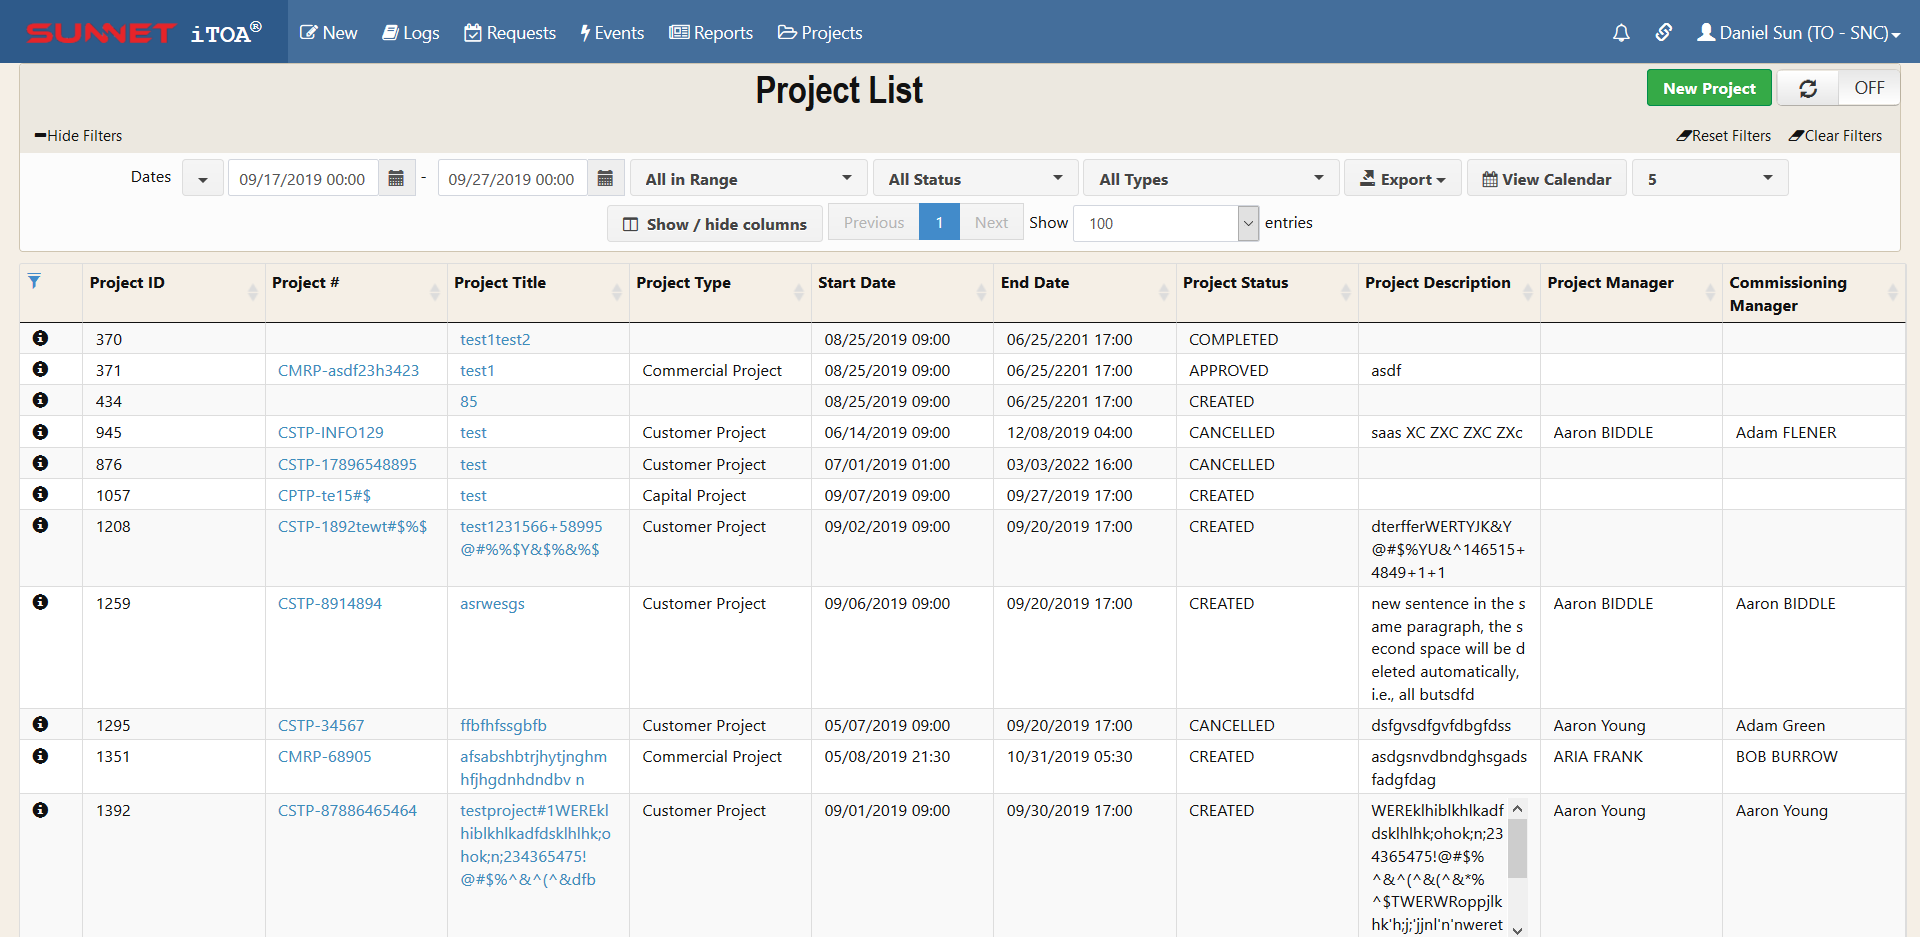 SUNNET iTOA® New Logs Requests Events Reports Projects Daniel Sun (TO - SNC)
Project List New Project OFF
Hide Filters Reset Filters Clear Filters
Dates 09/17/2019 00:00 - 09/27/2019 00:00 All in Range All Status All Types Export View Calendar 5
Show / hide columns Previous 1 Next Show 100 entries
Project ID Project # Project Title Project Type Start Date End Date Project Status Project Description Project Manager Commissioning
Manager
370 test1test2 08/25/2019 09:00 06/25/2201 17:00 COMPLETED
371 CMRP-asdf23h3423 test1 Commercial Project 08/25/2019 09:00 06/25/2201 17:00 APPROVED asdf
434 85 08/25/2019 09:00 06/25/2201 17:00 CREATED
945 CSTP-INFO129 test Customer Project 06/14/2019 09:00 12/08/2019 04:00 CANCELLED saas XC ZXC ZXC ZXc Aaron BIDDLE Adam FLENER
876 CSTP-17896548895 test Customer Project 07/01/2019 01:00 03/03/2022 16:00 CANCELLED
1057 CPTP-te15#$ test Capital Project 09/07/2019 09:00 09/27/2019 17:00 CREATED
1208 CSTP-1892tewt#$%$ test1231566+58995 Customer Project 09/02/2019 09:00 09/20/2019 17:00 CREATED dterfferWERTYJK&Y
@#%%$Y&$%&%$ @#$%YU&^146515+
4849+1+1
1259 CSTP-8914894 asrwesgs Customer Project 09/06/2019 09:00 09/20/2019 17:00 CREATED new sentence in the s Aaron BIDDLE Aaron BIDDLE
ame paragraph, the s
econd space will be d
eleted automatically,
i.e., all butsdfd
1295 CSTP-34567 ffbfhfssgbfb Customer Project 05/07/2019 09:00 09/20/2019 17:00 CANCELLED dsfgvsdfgvfdbgfdss Aaron Young Adam Green
1351 CMRP-68905 afsabshbtrjhytjnghm Commercial Project 05/08/2019 21:30 10/31/2019 05:30 CREATED asdgsnvdbndghsgads ARIA FRANK BOB BURROW
hfjhgdnhdndbv n fadgfdag
1392 CSTP-87886465464 testproject#1WEREkl Customer Project 09/01/2019 09:00 09/30/2019 17:00 CREATED WEREklhiblkhlkadf Aaron Young Aaron Young
hiblkhlkadfdsklhlhk;o dsklhlhk;ohok;n;23
hok;n;234365475! 4365475!@#$%
@#$%^&^(^&dfb ^&^(^&(^&*%
^$TWERWRoppjlk
hk'h;j;'jjnl'n'nweret